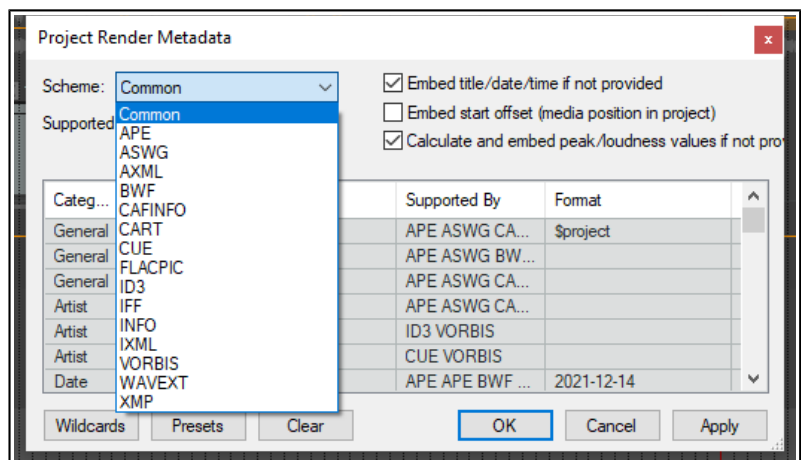 Project Render Metadata
x
Scheme: Common
Embed title/date/time if not provided
Embed start offset (media position in project)
Calculate and embed peak/loudness values if not pro
Supported
Common
APE
ASWG
AXML
BWF
CAFINFO
CART
CUE
FLACPIC
ID3
IFF
INFO
IXML
VORBIS
WAVEXT
XMP
Categ... Supported By Format
General APE ASWG CA... $project
General APE ASWG BW...
General APE ASWG CA...
Artist APE ASWG CA...
Artist ID3 VORBIS
Artist CUE VORBIS
Date APE APE BWF ... 2021-12-14
Wildcards Presets Clear OK Cancel Apply